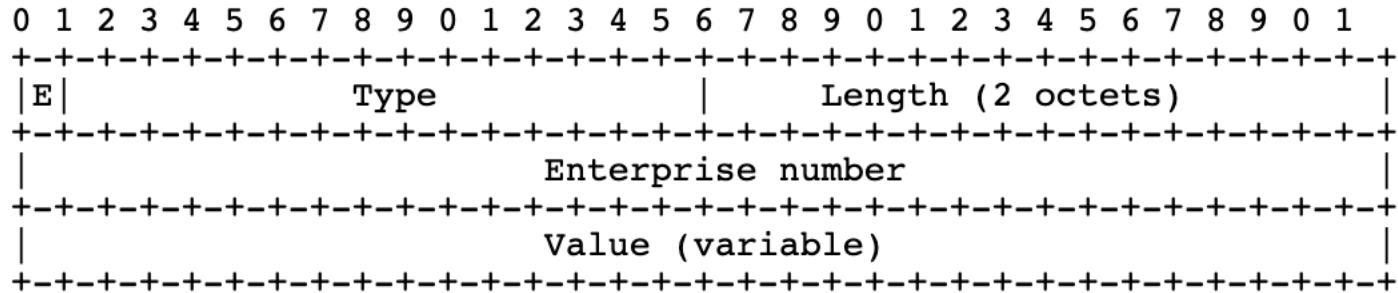 0 1 2 3 4 5 6 7 8 9 0 1 2 3 4 5 6 7 8 9 0 1 2 3 4 5 6 7 8 9 0 1
+-+-+-+-+-+-+-+-+-+-+-+-+-+-+-+-+-+-+-+-+-+-+-+-+-+-+-+-+-+-+-+-+
|E|             Type            |     Length (2 octets)         |
+-+-+-+-+-+-+-+-+-+-+-+-+-+-+-+-+-+-+-+-+-+-+-+-+-+-+-+-+-+-+-+-+
|                        Enterprise number                      |
+-+-+-+-+-+-+-+-+-+-+-+-+-+-+-+-+-+-+-+-+-+-+-+-+-+-+-+-+-+-+-+-+
|                        Value (variable)                       |
+-+-+-+-+-+-+-+-+-+-+-+-+-+-+-+-+-+-+-+-+-+-+-+-+-+-+-+-+-+-+-+-+